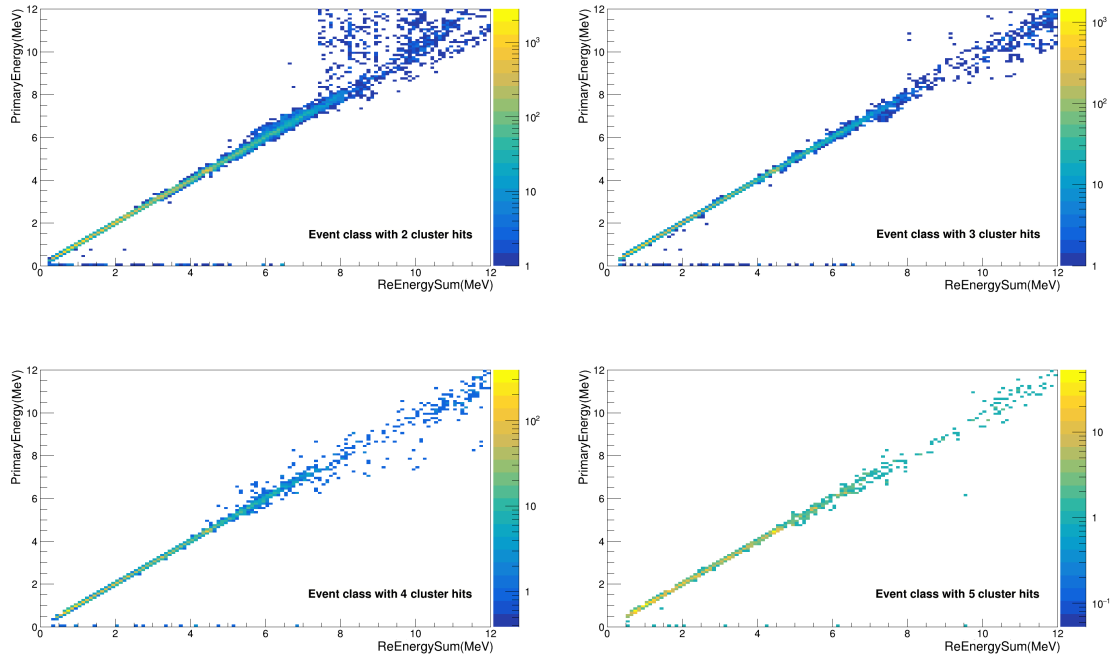 PrimaryEnergy(MeV)
12
10
8
6
4
2
0
Event class with 2 cluster hits
0 2 4 6 8 10 12
ReEnergySum(MeV)
10³
10²
10
1
PrimaryEnergy(MeV)
12
10
8
6
4
2
0
Event class with 3 cluster hits
0 2 4 6 8 10 12
ReEnergySum(MeV)
10³
10²
10
1
PrimaryEnergy(MeV)
12
10
8
6
4
2
0
Event class with 4 cluster hits
0 2 4 6 8 10 12
ReEnergySum(MeV)
10²
10
1
PrimaryEnergy(MeV)
12
10
8
6
4
2
0
Event class with 5 cluster hits
0 2 4 6 8 10 12
ReEnergySum(MeV)
10
1
10⁻¹